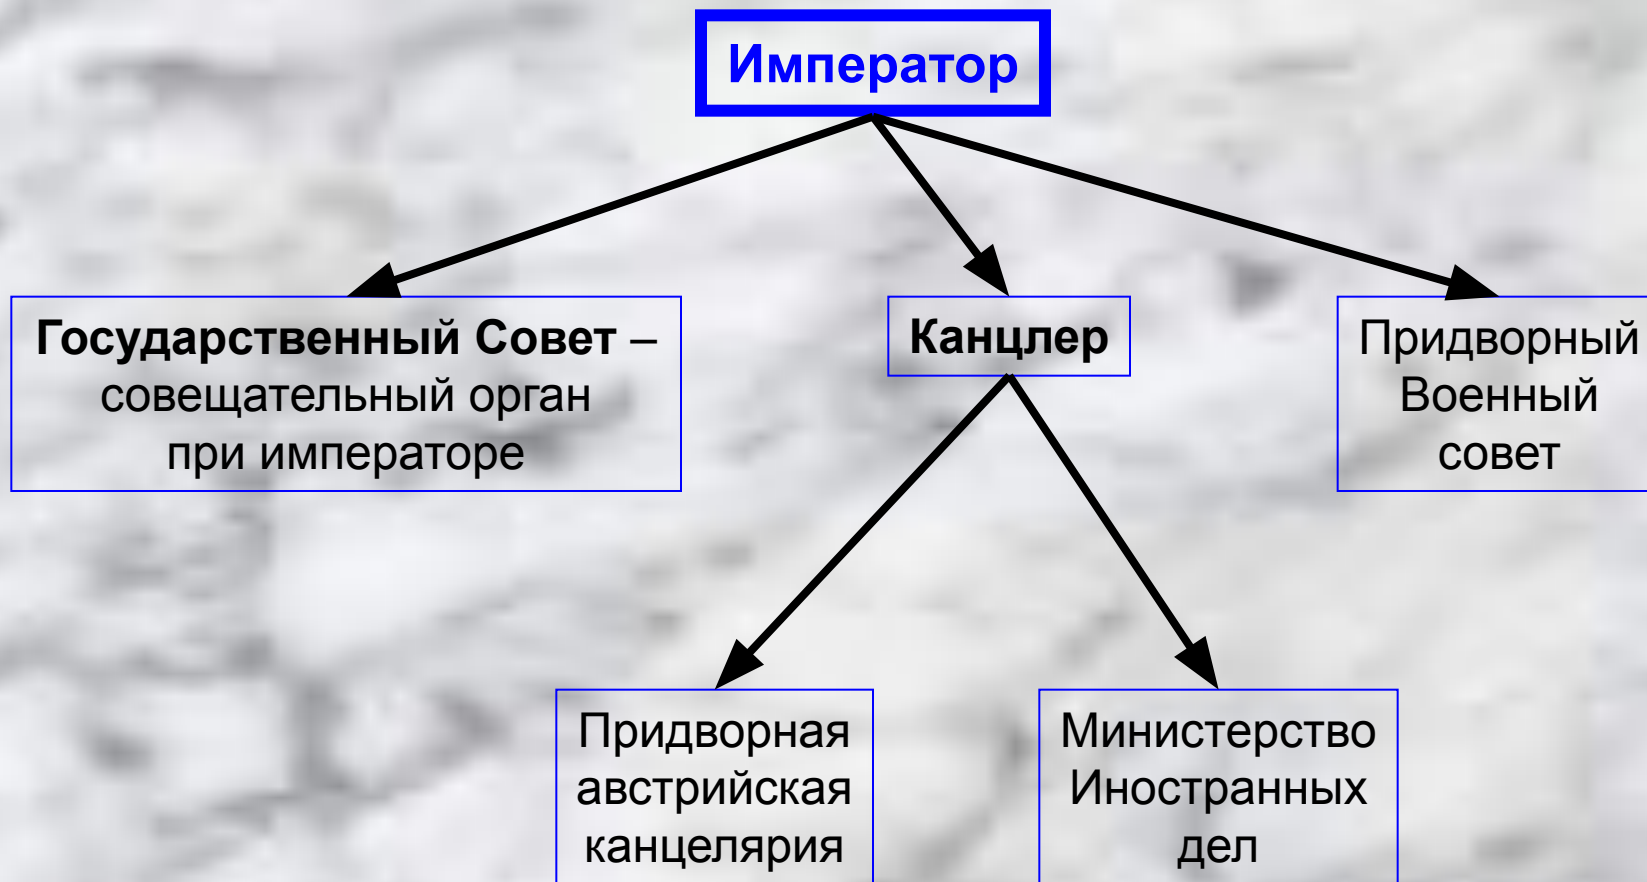 Император
Государственный Совет –
совещательный орган
при императоре
Канцлер
Придворный
Военный
совет
Придворная
австрийская
канцелярия
Министерство
Иностранных
дел